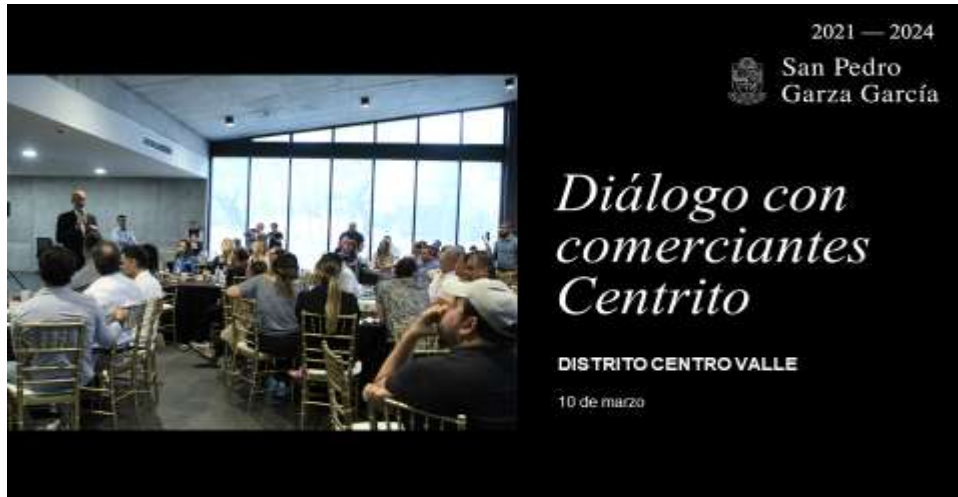 2021 — 2024
San Pedro
Garza García
Diálogo con
comerciantes
Centrito
DISTRITO CENTRO VALLE
10 de marzo